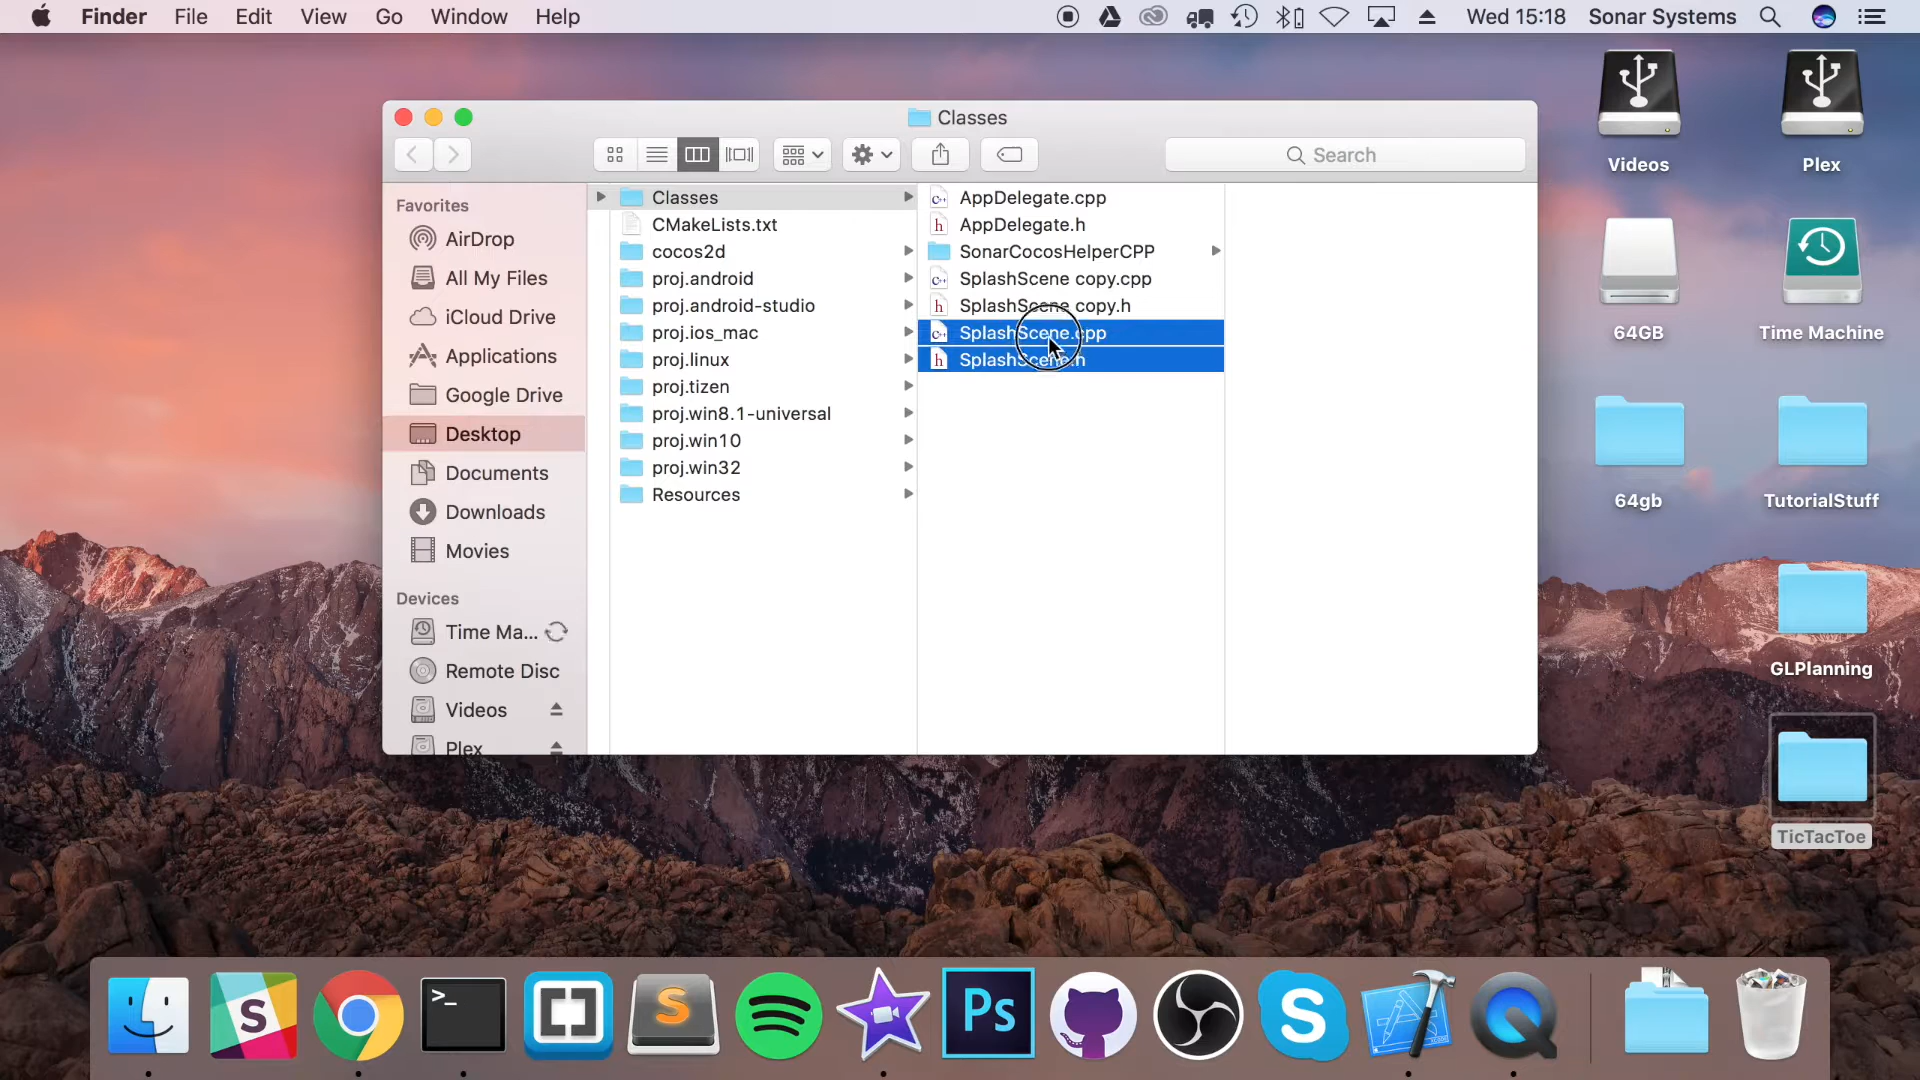 Finder File Edit View Go Window Help Wed 15:18 Sonar Systems
Classes
Search
Favorites
AirDrop
All My Files
iCloud Drive
Applications
Google Drive
Desktop
Documents
Downloads
Movies
Devices
Time Ma...
Remote Disc
Videos
Plex
Classes
CMakeLists.txt
cocos2d
proj.android
proj.android-studio
proj.ios_mac
proj.linux
proj.tizen
proj.win8.1-universal
proj.win10
proj.win32
Resources
AppDelegate.cpp
AppDelegate.h
SonarCocosHelperCPP
SplashScene copy.cpp
SplashScene copy.h
SplashScene.cpp
SplashScene.h
Videos
Plex
64GB
Time Machine
64gb
TutorialStuff
GLPlanning
TicTacToe
S
>_
S
Ps
S